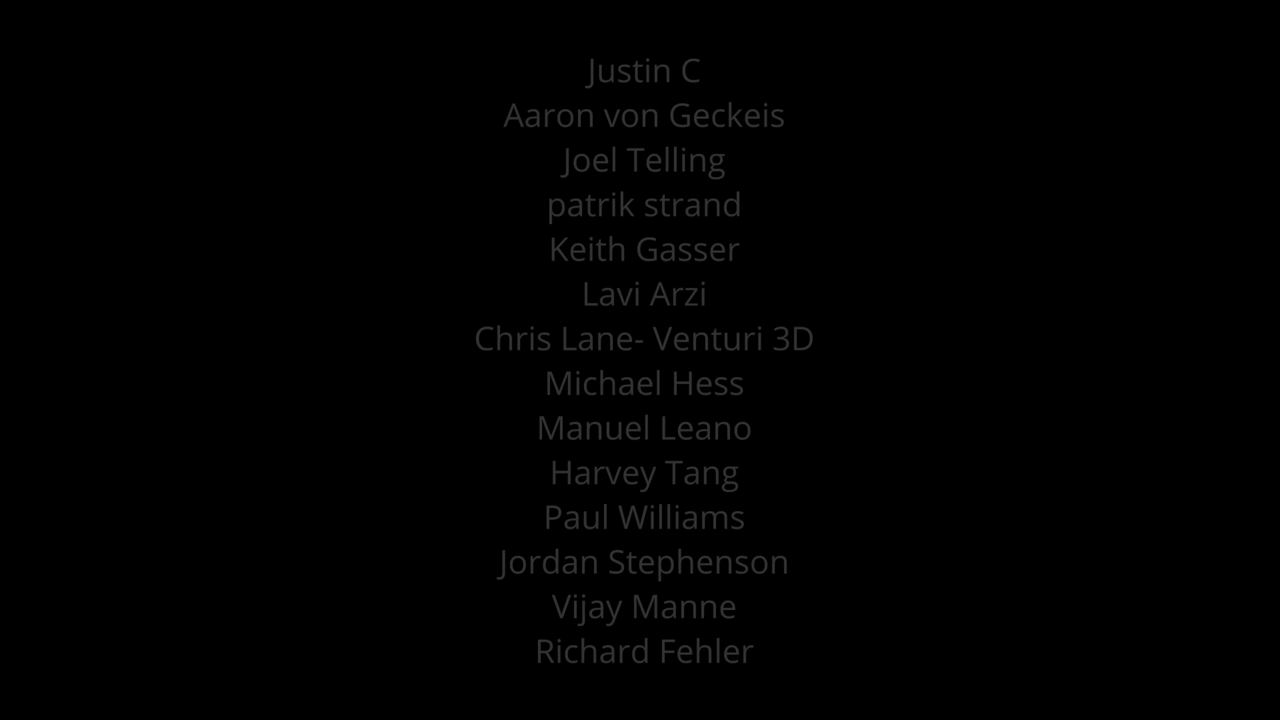 Justin C
Aaron von Geckeis
Joel Telling
patrik strand
Keith Gasser
Lavi Arzi
Chris Lane- Venturi 3D
Michael Hess
Manuel Leano
Harvey Tang
Paul Williams
Jordan Stephenson
Vijay Manne
Richard Fehler